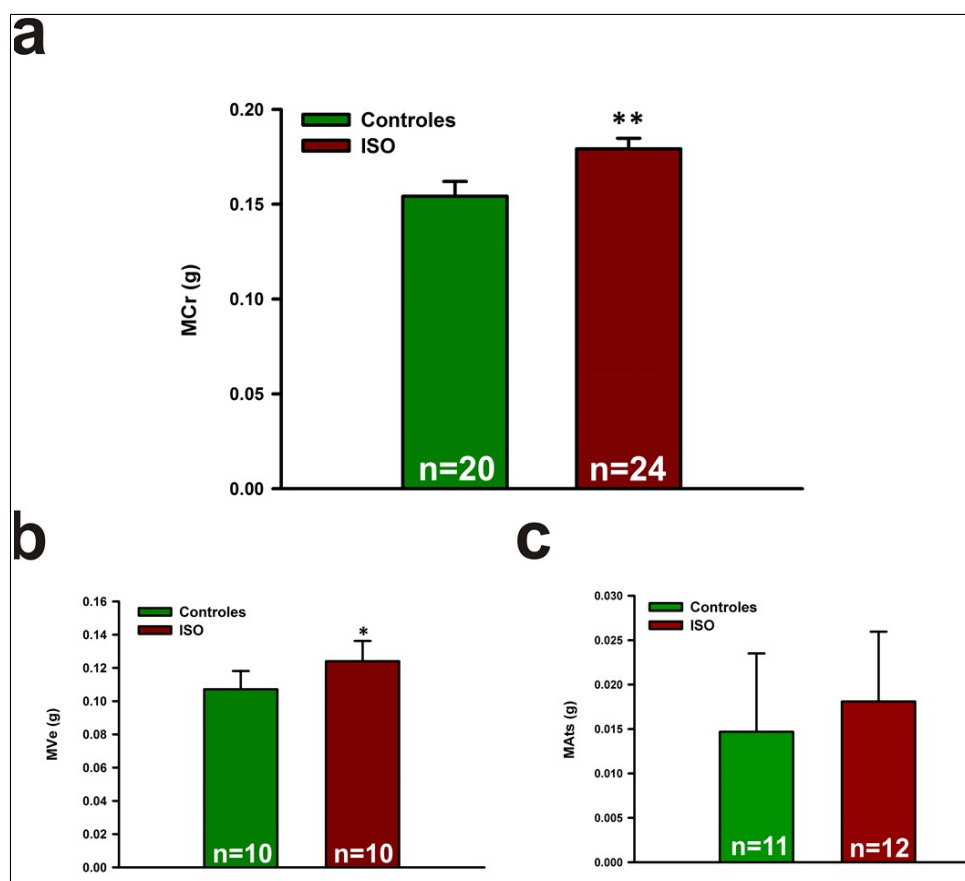 a
0.20
0.15
0.10
0.05
0.00
MCr (g)
Controles
ISO
**
n=20
n=24
b
0.16
0.14
0.12
0.10
0.08
0.06
0.04
0.02
0.00
MVe (g)
Controles
ISO
*
n=10
n=10
c
0.030
0.025
0.020
0.015
0.010
0.005
0.000
MAts (g)
Controles
ISO
n=11
n=12